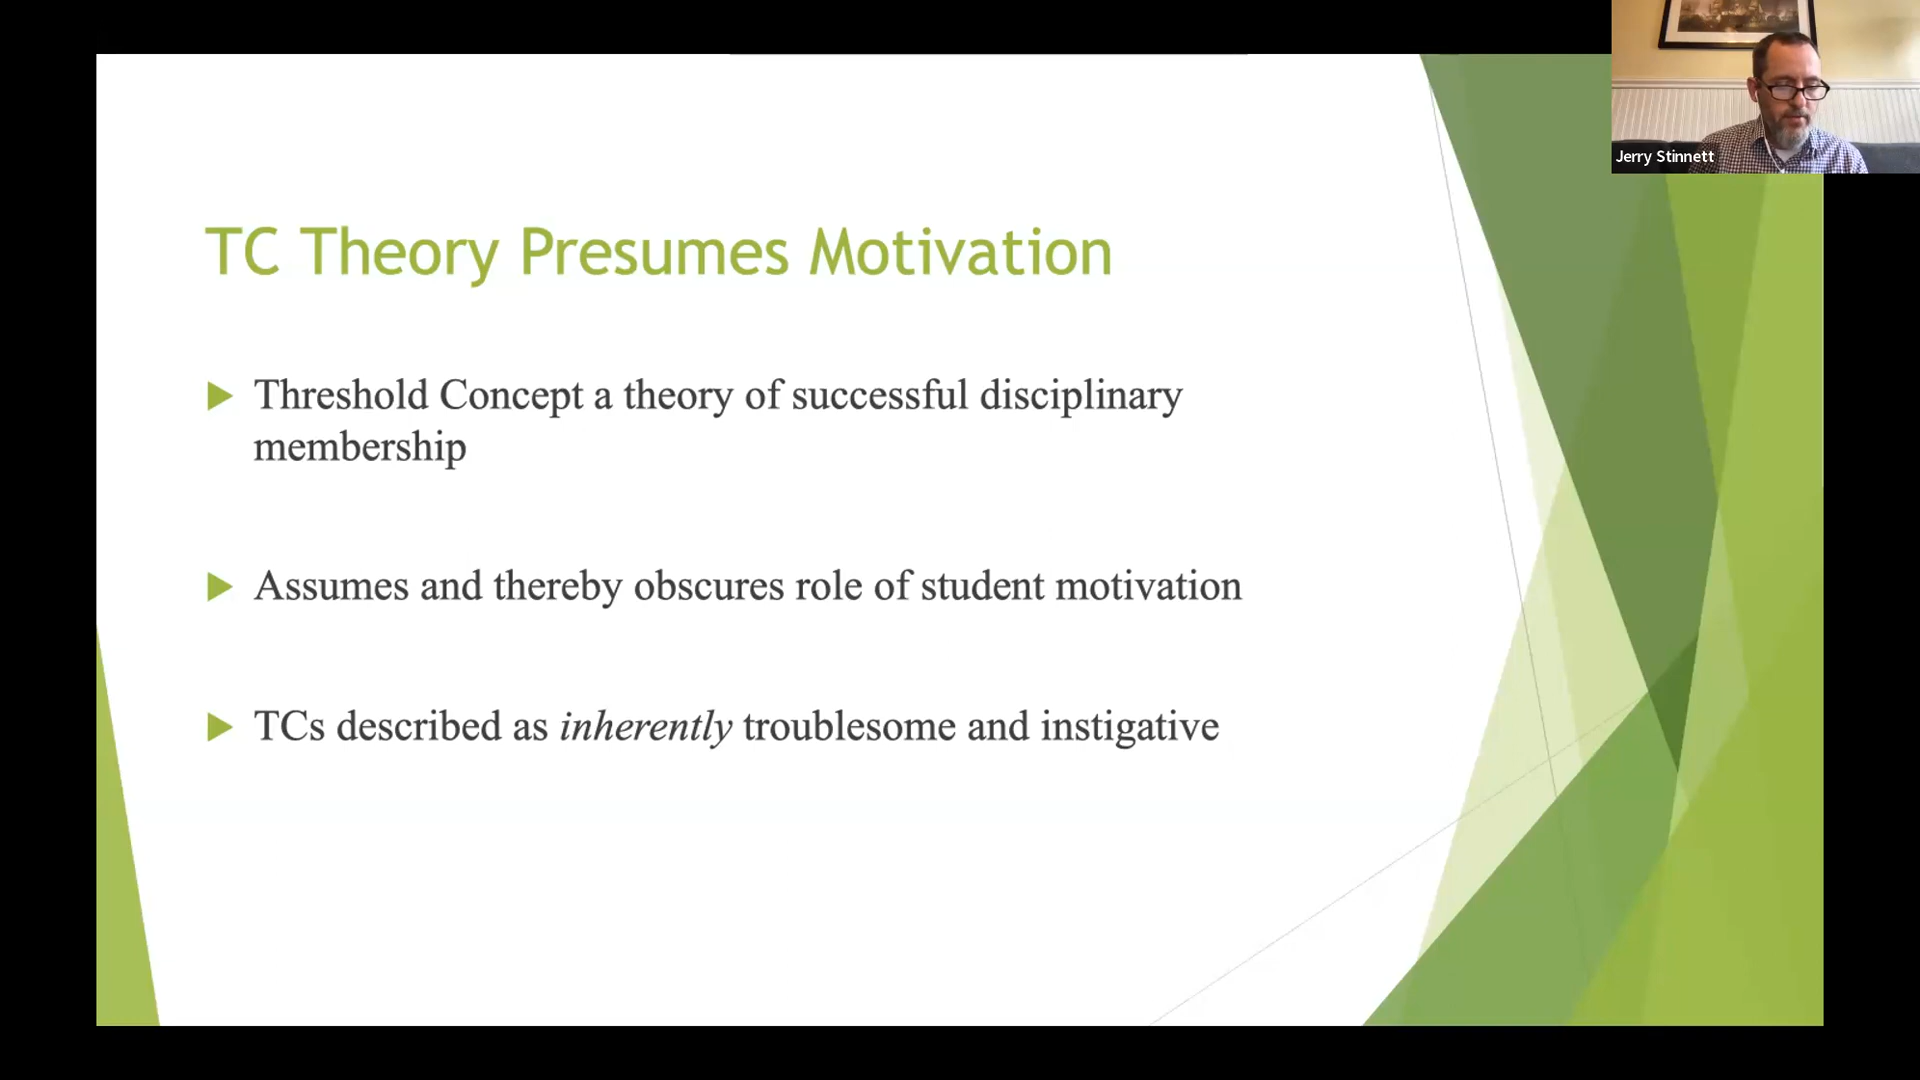 Jerry Stinnett
TC Theory Presumes Motivation
Threshold Concept a theory of successful disciplinary
membership
Assumes and thereby obscures role of student motivation
TCs described as inherently troublesome and instigative